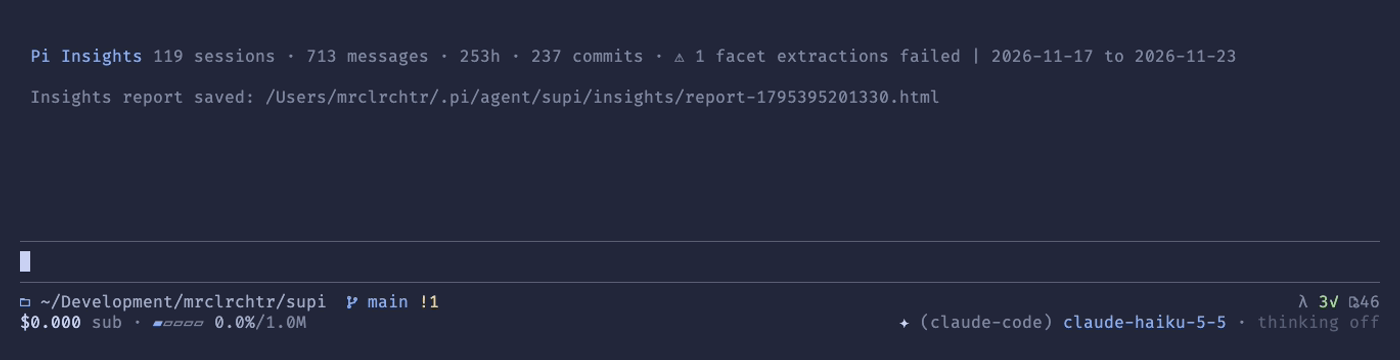 Pi Insights 119 sessions · 713 messages · 253h · 237 commits · ⚠ 1 facet extractions failed | 2026-11-17 to 2026-11-23
Insights report saved: /Users/mrclrchtr/.pi/agent/supi/insights/report-1795395201330.html
~/Development/mrclrchtr/supi main !1 λ 3√ 46
$0.000 sub · ▰▱▱▱▱ 0.0%/1.0M ✦ (claude-code) claude-haiku-5-5 · thinking off